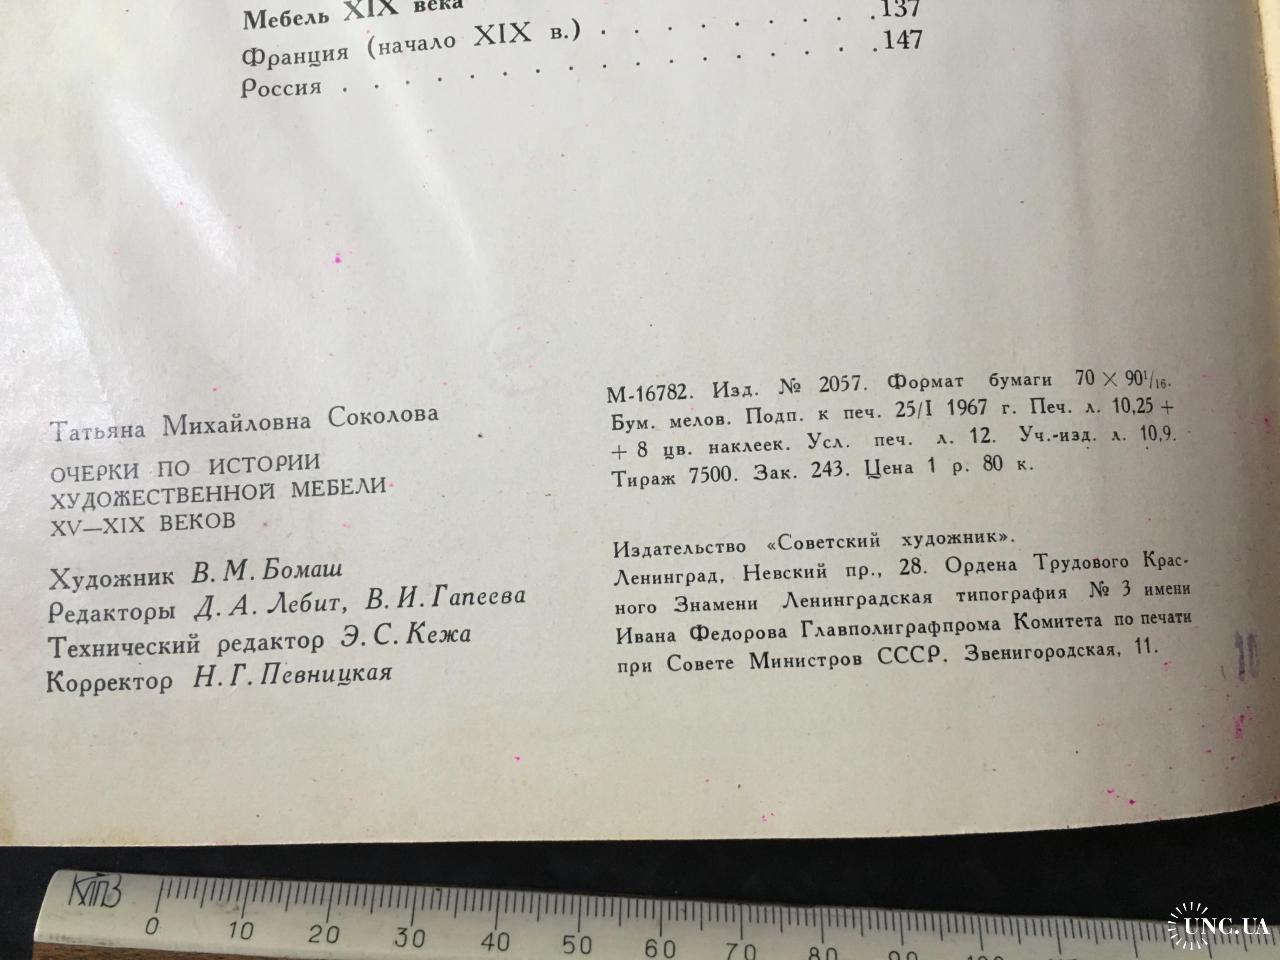 Мебель XIX века
Франция (начало XIX в.) . . . . . . . . 137
Россия . . . . . . . . . . . . . . . . 147
Татьяна Михайловна Соколова
ОЧЕРКИ ПО ИСТОРИИ
ХУДОЖЕСТВЕННОЙ МЕБЕЛИ
XV—XIX ВЕКОВ
Художник В. М. Бомаш
Редакторы Д. А. Лебит, В. И. Гапеева
Технический редактор Э. С. Кежа
Корректор Н. Г. Певницкая
М-16782. Изд. № 2057. Формат бумаги 70 × 90¹/₁₆.
Бум. мелов. Подп. к печ. 25/I 1967 г. Печ. л. 10,25 +
+ 8 цв. наклеек. Усл. печ. л. 12. Уч.-изд. л. 10,9.
Тираж 7500. Зак. 243. Цена 1 р. 80 к.
Издательство «Советский художник».
Ленинград, Невский пр., 28. Ордена Трудового Крас-
ного Знамени Ленинградская типография № 3 имени
Ивана Федорова Главполиграфпрома Комитета по печати
при Совете Министров СССР. Звенигородская, 11.
КПВЗ
0 10 20 30 40 50 60 70 80 90 100
UNC.UA